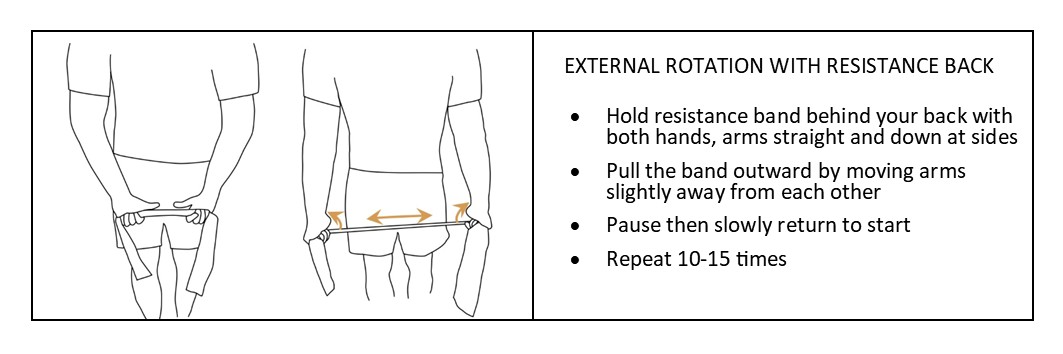 EXTERNAL ROTATION WITH RESISTANCE BACK
• Hold resistance band behind your back with
both hands, arms straight and down at sides
• Pull the band outward by moving arms
slightly away from each other
• Pause then slowly return to start
• Repeat 10-15 times